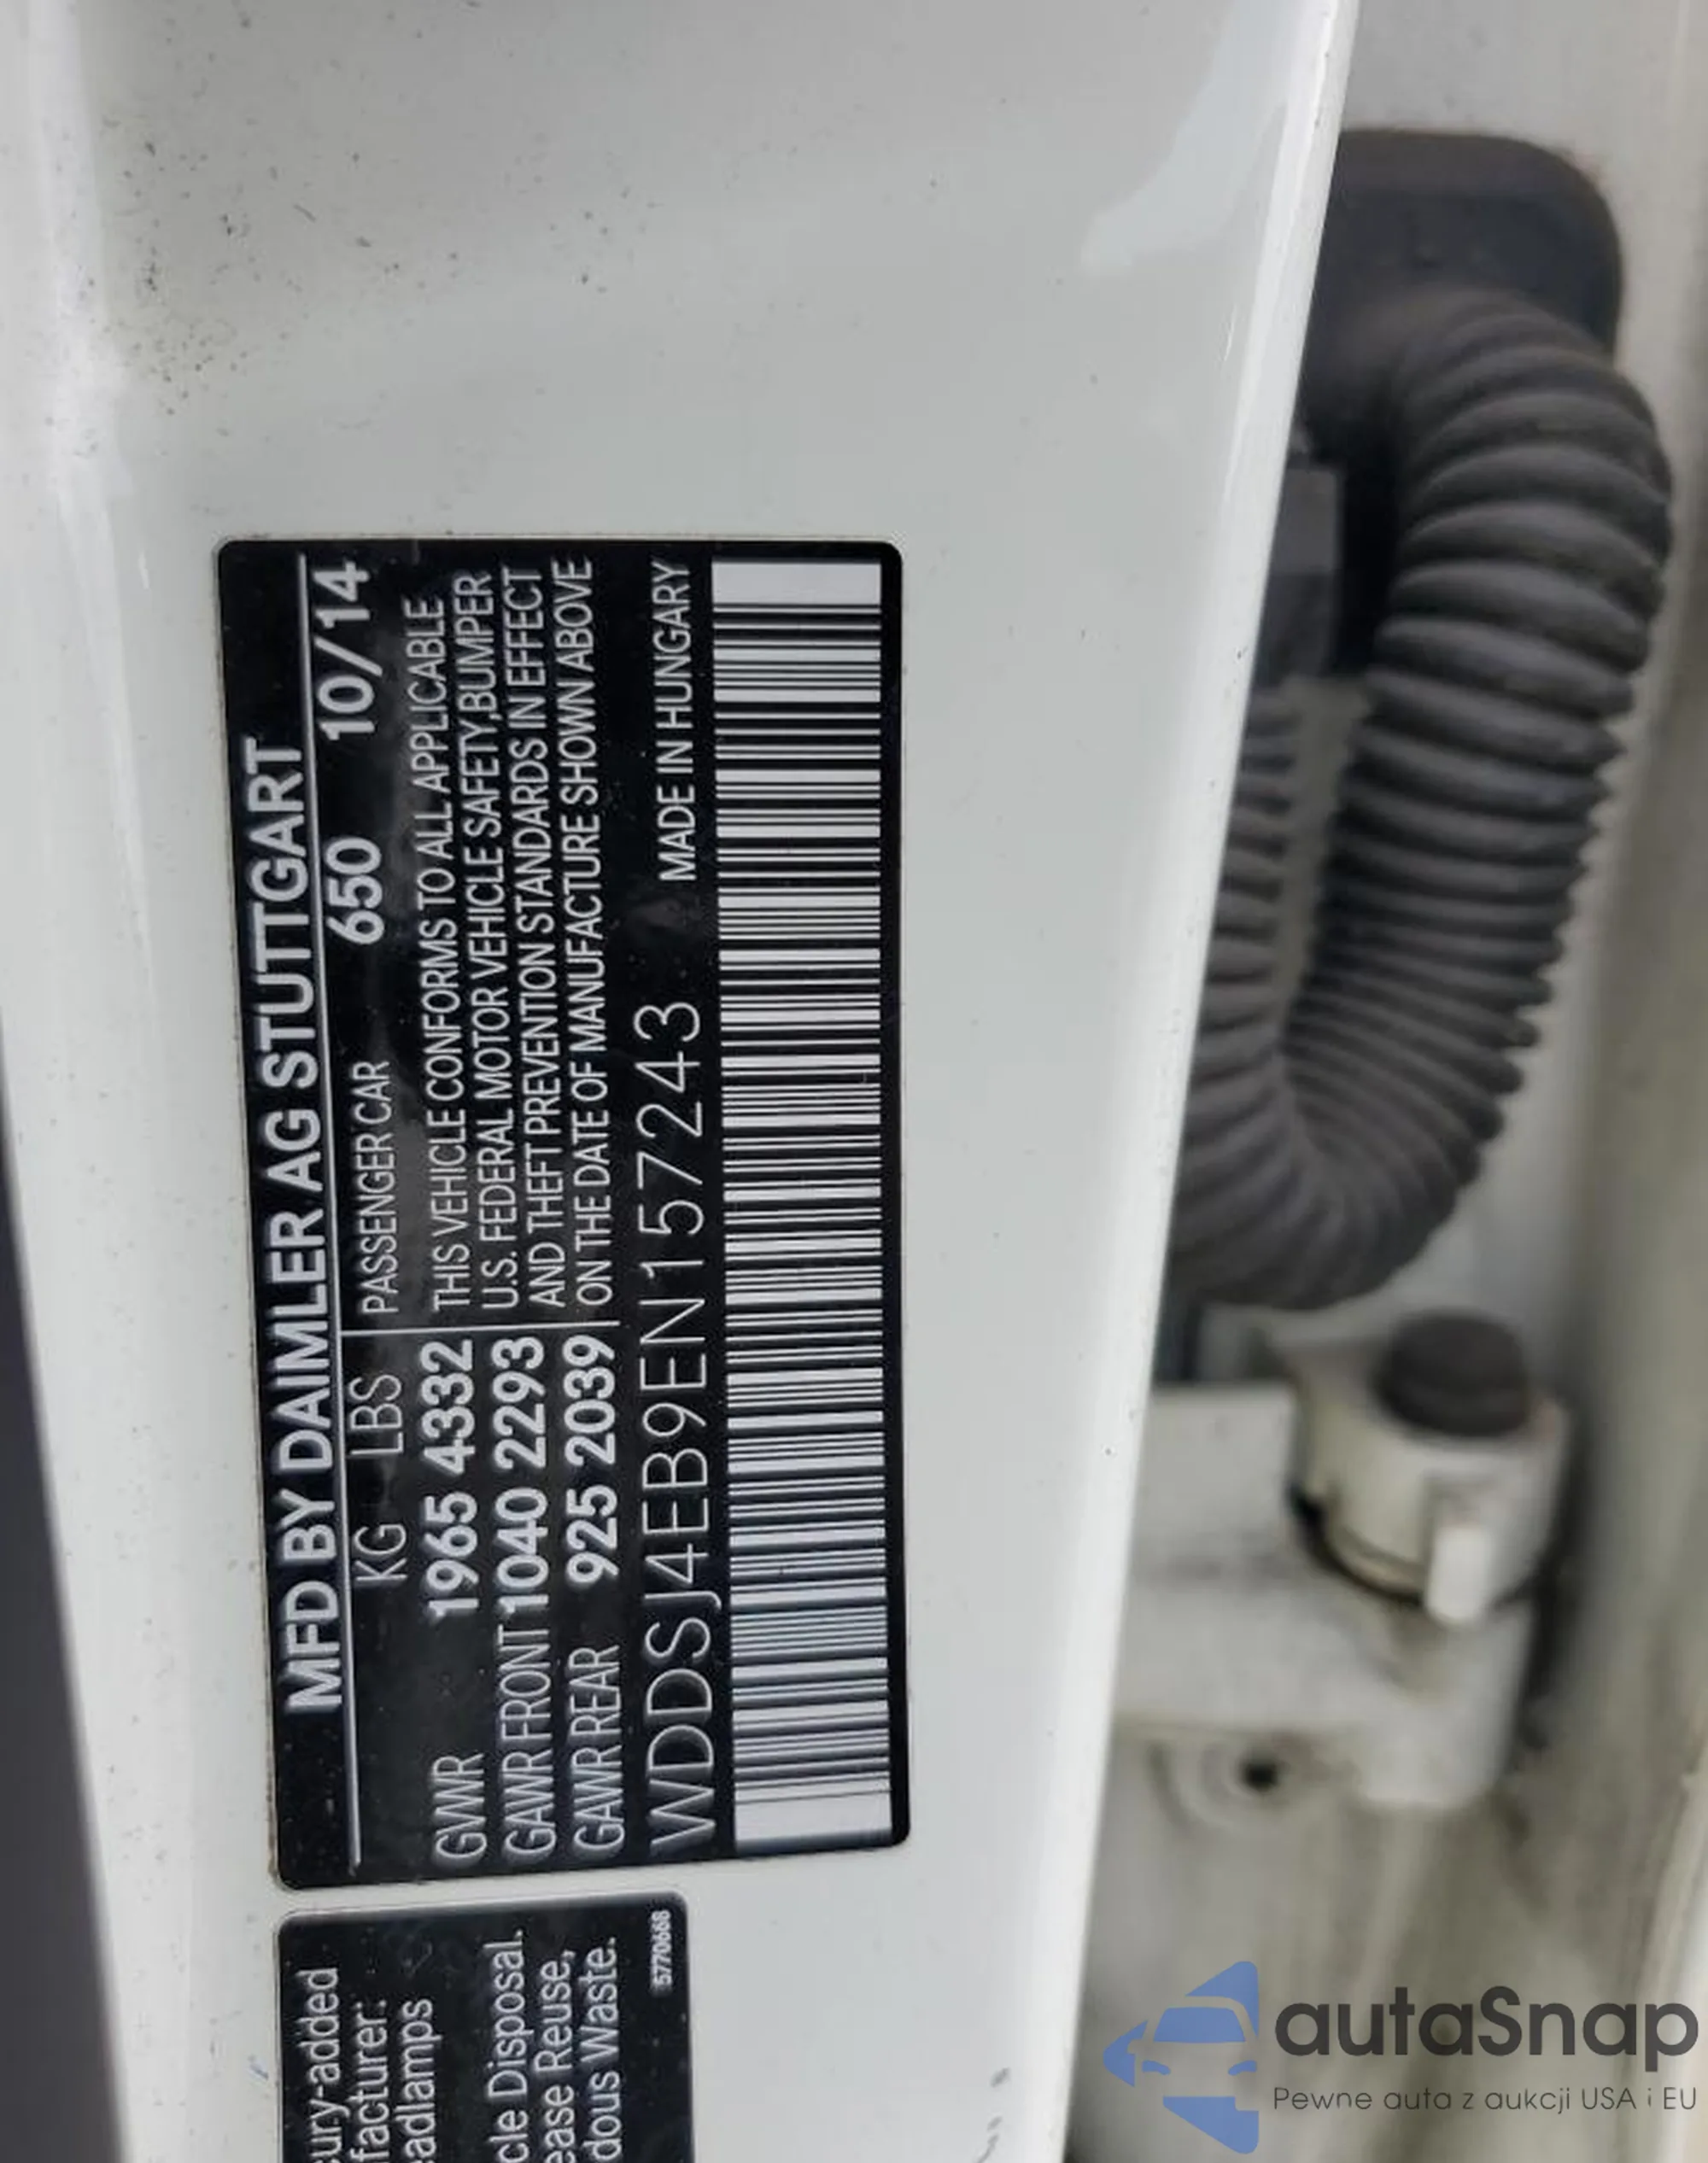 MFD BY DAIMLER AG STUTTGART
KG LBS PASSENGER CAR 650 10/14
GVWR 1965 4332 THIS VEHICLE CONFORMS TO ALL APPLICABLE
GAWR FRONT 1040 2293 U.S. FEDERAL MOTOR VEHICLE SAFETY,BUMPER
AND THEFT PREVENTION STANDARDS IN EFFECT
GAWR REAR 925 2039 ON THE DATE OF MANUFACTURE SHOWN ABOVE
WDDSJ4EB9EN157243 MADE IN HUNGARY
cury-added
facturer:
eadlamps
cle Disposal.
ease Reuse,
dous Waste.
5770668
autaSnap
Pewne auta z aukcji USA i EU